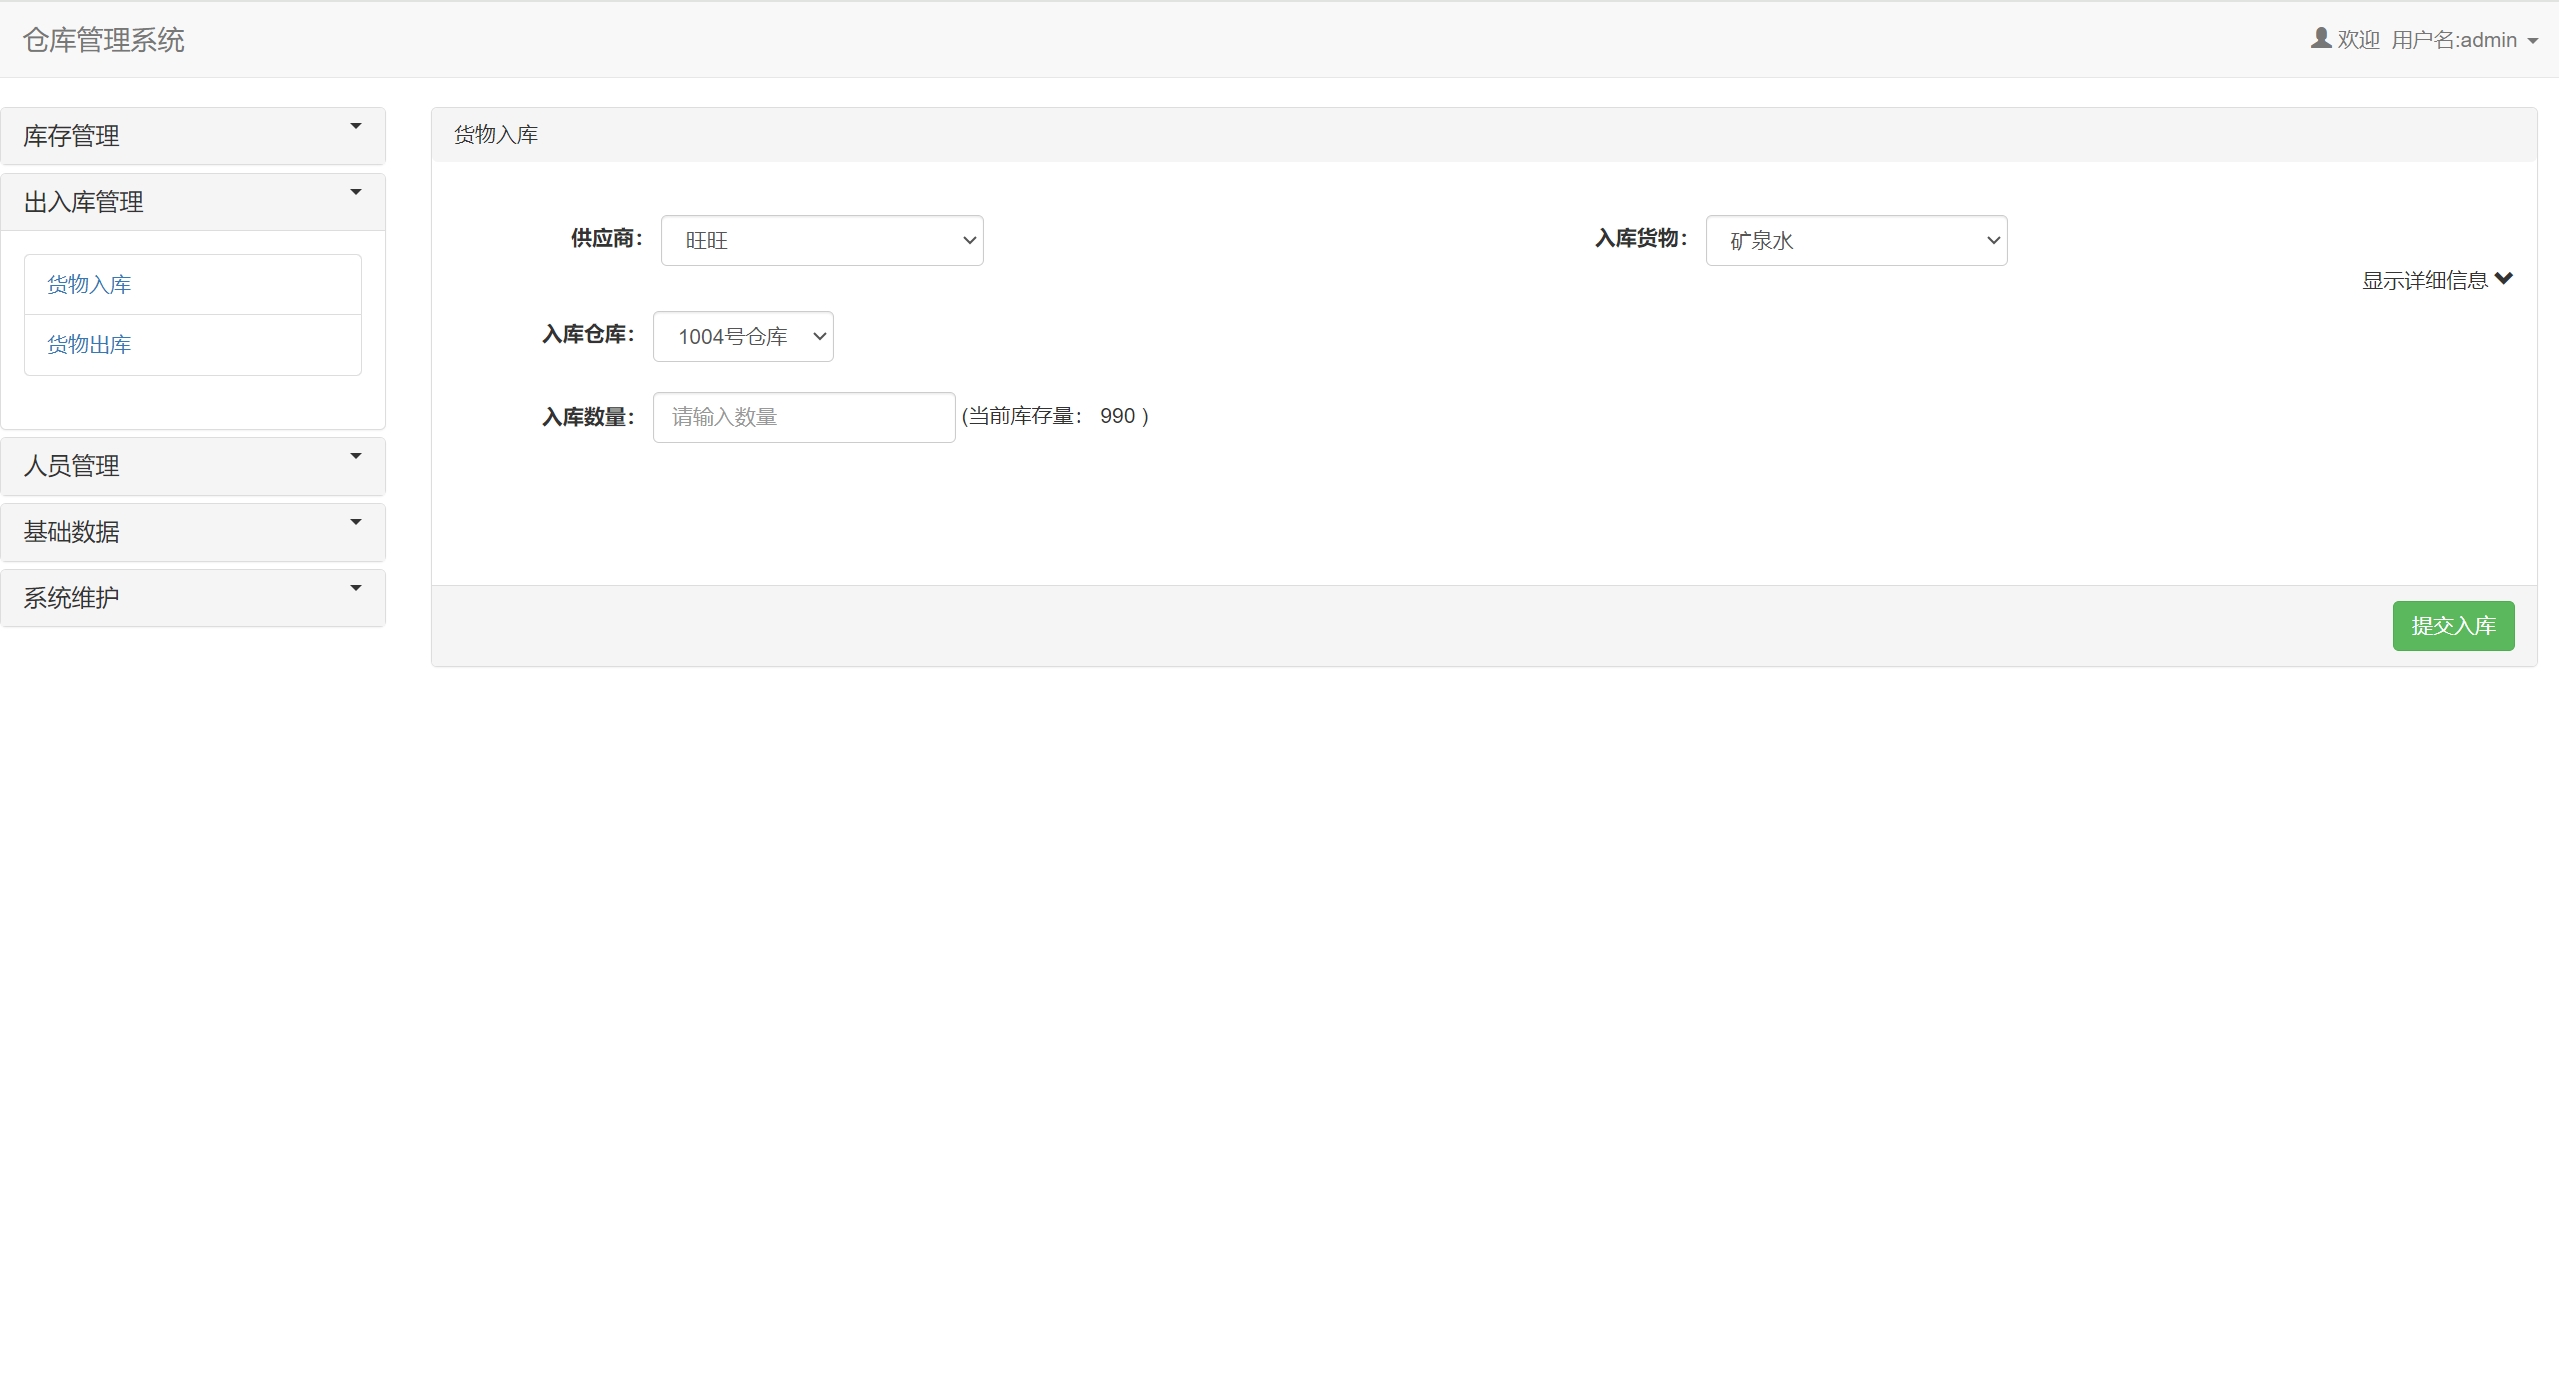 仓库管理系统
欢迎 用户名:admin
库存管理
出入库管理
货物入库
货物出库
人员管理
基础数据
系统维护
货物入库
供应商： 旺旺
入库货物： 矿泉水
显示详细信息
入库仓库： 1004号仓库
入库数量： 请输入数量 (当前库存量： 990 )
提交入库